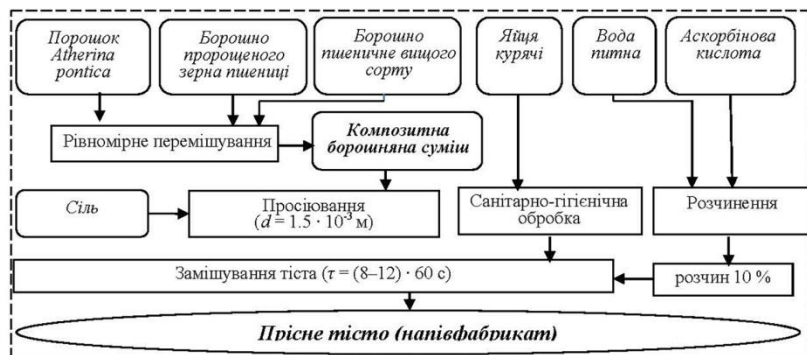 Порошок
Atherina
pontica
Борошно
пророщеного
зерна пшениці
Борошно
пшеничне вищого
сорту
Яйця
курячі
Вода
питна
Аскорбінова
кислота
Рівномірне перемішування
Композитна
борошняна суміш
Сіль
Просіювання
(d = 1.5 · 10⁻³ м)
Санітарно-гігієнічна
обробка
Розчинення
Замішування тіста (τ = (8–12) · 60 с)
розчин 10 %
Прісне тісто (напівфабрикат)